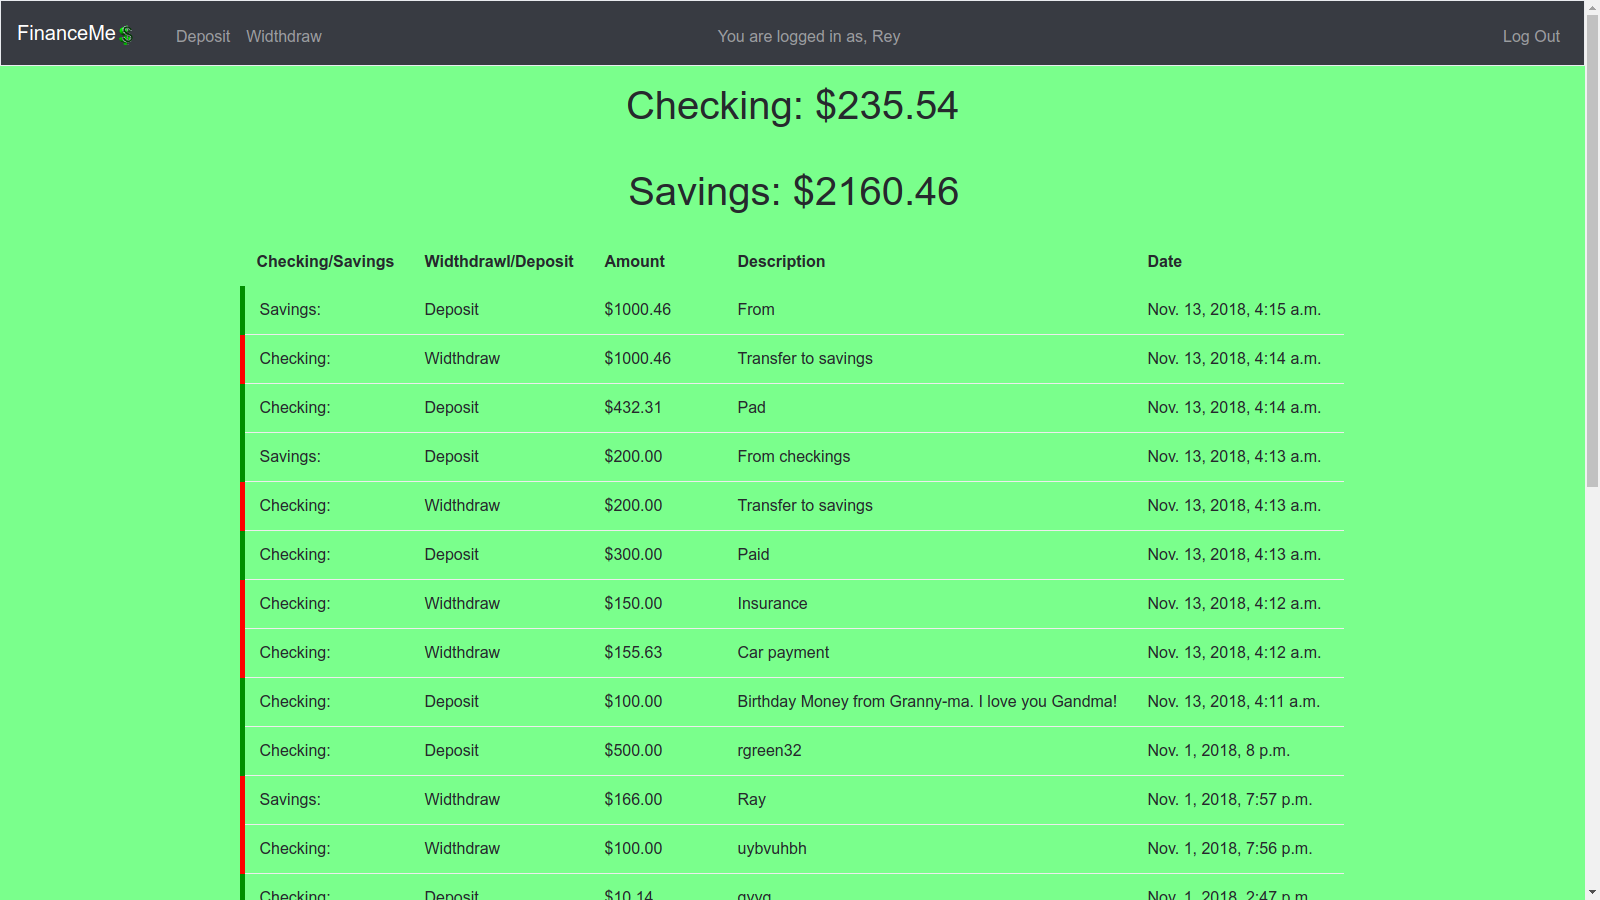 FinanceMe Deposit Widthdraw You are logged in as, Rey Log Out
Checking: $235.54
Savings: $2160.46
Checking/Savings Widthdrawl/Deposit Amount Description Date
Savings: Deposit $1000.46 From Nov. 13, 2018, 4:15 a.m.
Checking: Widthdraw $1000.46 Transfer to savings Nov. 13, 2018, 4:14 a.m.
Checking: Deposit $432.31 Pad Nov. 13, 2018, 4:14 a.m.
Savings: Deposit $200.00 From checkings Nov. 13, 2018, 4:13 a.m.
Checking: Widthdraw $200.00 Transfer to savings Nov. 13, 2018, 4:13 a.m.
Checking: Deposit $300.00 Paid Nov. 13, 2018, 4:13 a.m.
Checking: Widthdraw $150.00 Insurance Nov. 13, 2018, 4:12 a.m.
Checking: Widthdraw $155.63 Car payment Nov. 13, 2018, 4:12 a.m.
Checking: Deposit $100.00 Birthday Money from Granny-ma. I love you Gandma! Nov. 13, 2018, 4:11 a.m.
Checking: Deposit $500.00 rgreen32 Nov. 1, 2018, 8 p.m.
Savings: Widthdraw $166.00 Ray Nov. 1, 2018, 7:57 p.m.
Checking: Widthdraw $100.00 uybvuhbh Nov. 1, 2018, 7:56 p.m.
Checking: Deposit $10.14 Nov. 1, 2018, 2:47 p.m.